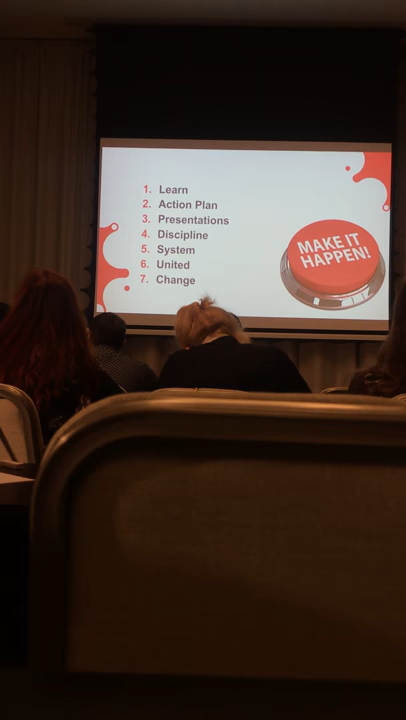 1. Learn
2. Action Plan
3. Presentations
4. Discipline
5. System
6. United
7. Change
MAKE IT
HAPPEN!